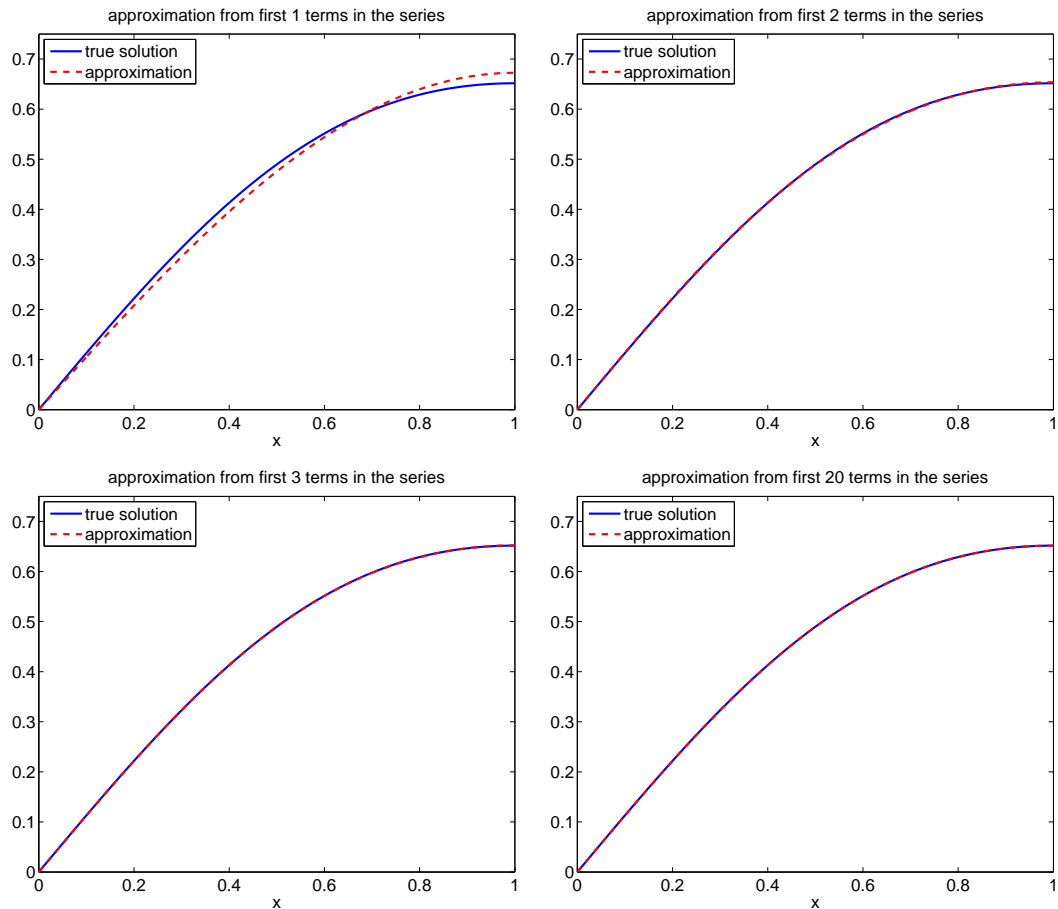 approximation from first 1 terms in the series
true solution
approximation
0.7
0.6
0.5
0.4
0.3
0.2
0.1
0
0 0.2 0.4 0.6 0.8 1
x
approximation from first 2 terms in the series
true solution
approximation
0.7
0.6
0.5
0.4
0.3
0.2
0.1
0
0 0.2 0.4 0.6 0.8 1
x
approximation from first 3 terms in the series
true solution
approximation
0.7
0.6
0.5
0.4
0.3
0.2
0.1
0
0 0.2 0.4 0.6 0.8 1
x
approximation from first 20 terms in the series
true solution
approximation
0.7
0.6
0.5
0.4
0.3
0.2
0.1
0
0 0.2 0.4 0.6 0.8 1
x